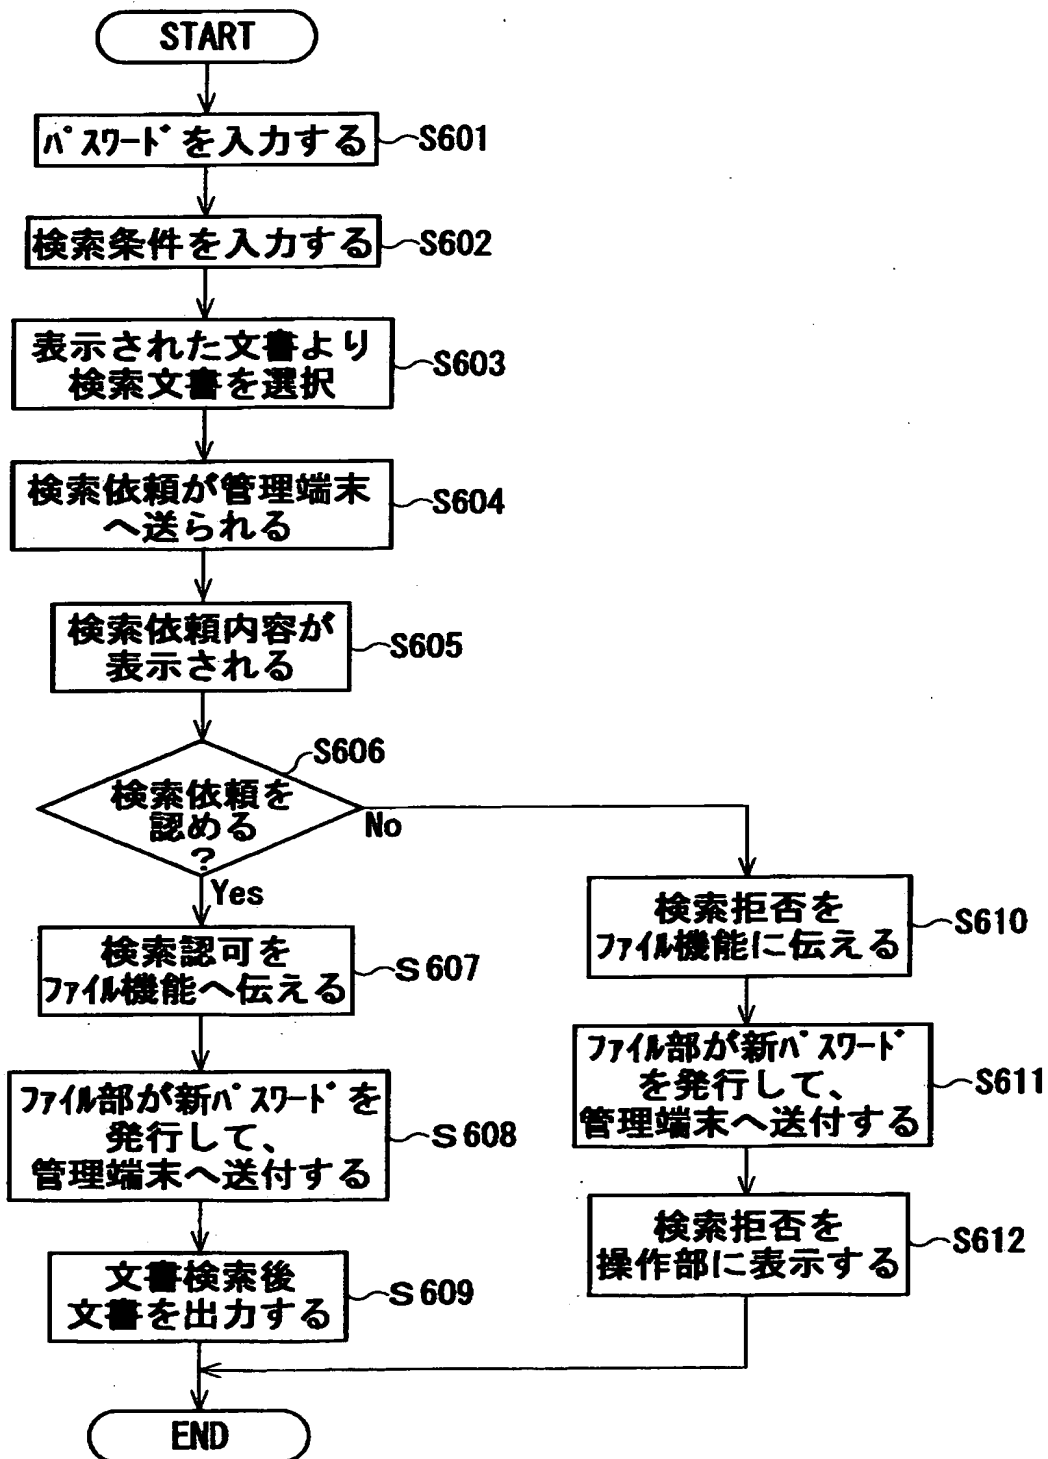 START
パスワードを入力する
S601
検索条件を入力する
S602
表示された文書より
検索文書を選択
S603
検索依頼が管理端末
へ送られる
S604
検索依頼内容が
表示される
S605
S606
検索依頼を
認める
?
No
Yes
検索認可を
ファイル機能へ伝える
S607
ファイル部が新パスワードを
発行して、
管理端末へ送付する
S608
文書検索後
文書を出力する
S609
検索拒否を
ファイル機能に伝える
S610
ファイル部が新パスワード
を発行して、
管理端末へ送付する
S611
検索拒否を
操作部に表示する
S612
END